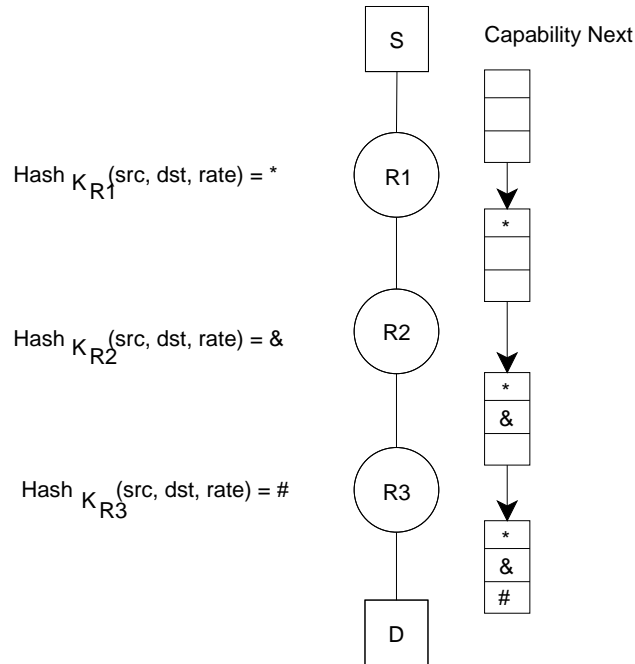 S
Capability Next
Hash K_R1(src, dst, rate) = *
R1
*
Hash K_R2(src, dst, rate) = &
R2
*
&
Hash K_R3(src, dst, rate) = #
R3
*
&
#
D